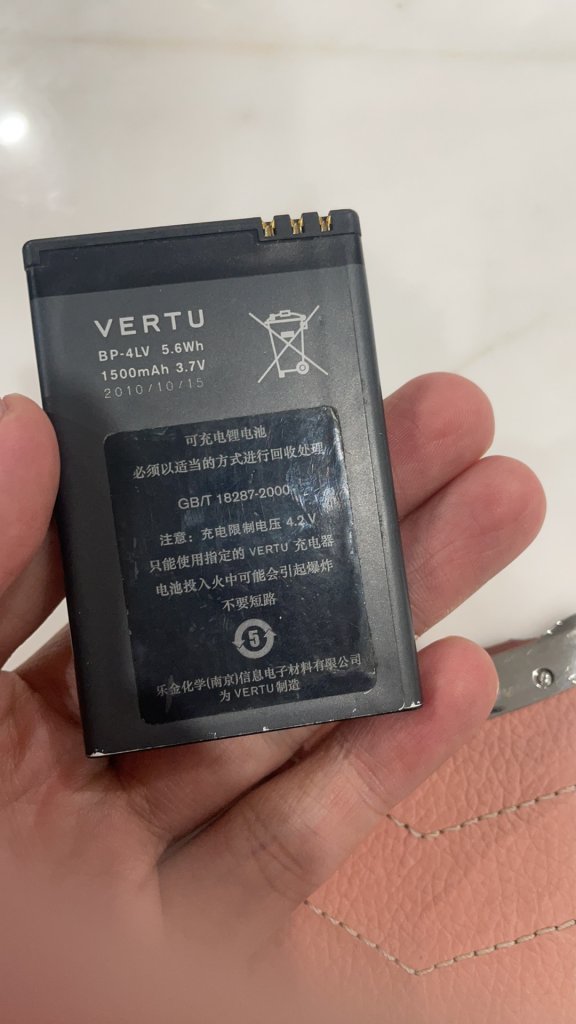 VERTU
BP-4LV 5.6Wh
1500mAh 3.7V
2010/10/15
可充电锂电池
必须以适当的方式进行回收处理
GB/T 18287-2000
注意：充电限制电压 4.2 V
只能使用指定的 VERTU 充电器
电池投入火中可能会引起爆炸
不要短路
5
乐金化学(南京)信息电子材料有限公司
为 VERTU 制造